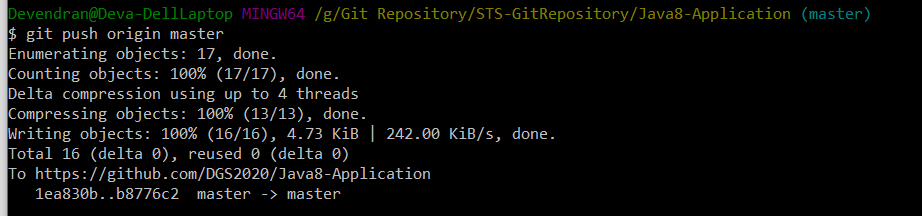 Devendran@Deva-DellLaptop MINGW64 /g/Git Repository/STS-GitRepository/Java8-Application (master)
$ git push origin master
Enumerating objects: 17, done.
Counting objects: 100% (17/17), done.
Delta compression using up to 4 threads
Compressing objects: 100% (13/13), done.
Writing objects: 100% (16/16), 4.73 KiB | 242.00 KiB/s, done.
Total 16 (delta 0), reused 0 (delta 0)
To https://github.com/DGS2020/Java8-Application
   1ea830b..b8776c2  master -> master